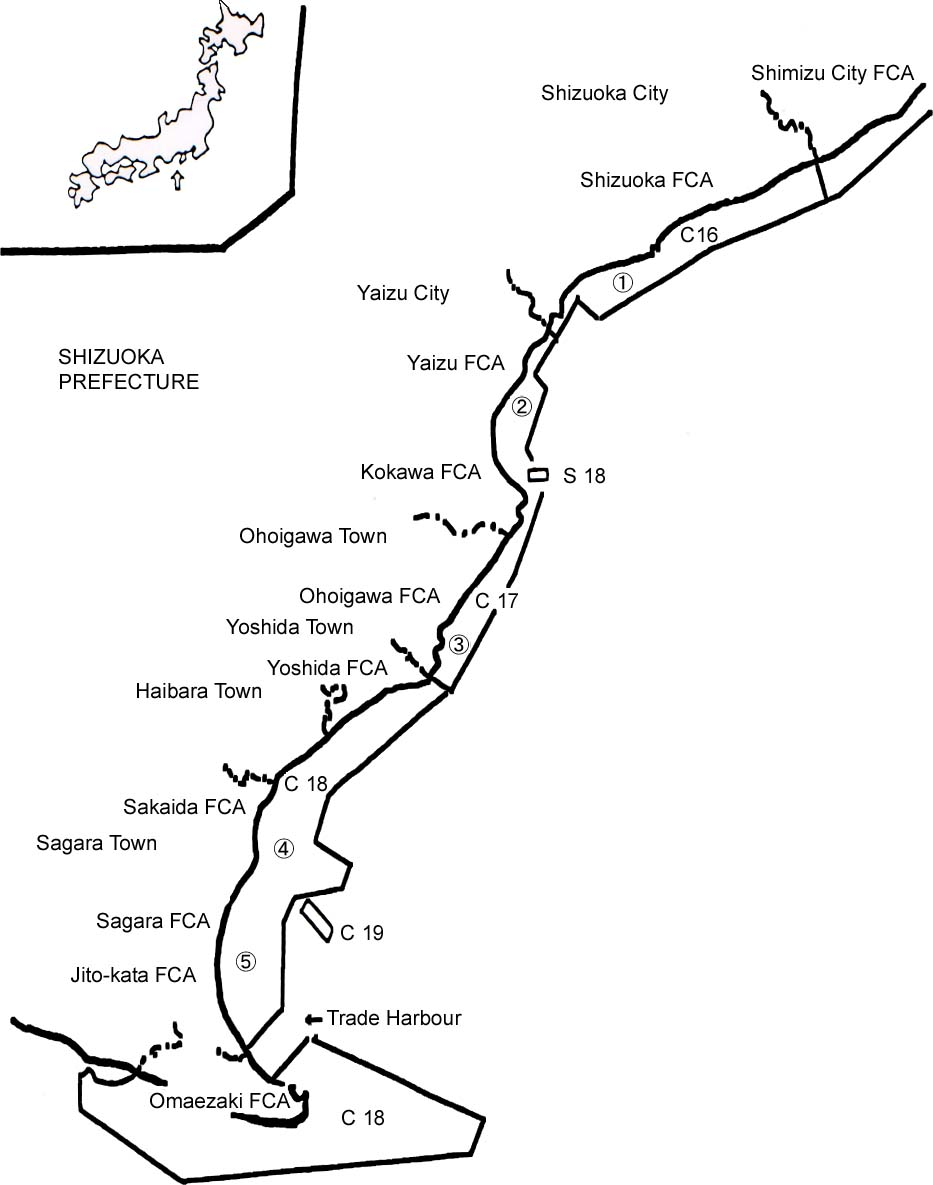 Shimizu City FCA
Shizuoka City
Shizuoka FCA
C16
①
Yaizu City
SHIZUOKA
PREFECTURE
Yaizu FCA
②
Kokawa FCA
S 18
Ohoigawa Town
Ohoigawa FCA
C 17
Yoshida Town
③
Yoshida FCA
Haibara Town
C 18
Sakaida FCA
Sagara Town
④
Sagara FCA
C 19
⑤
Jito-kata FCA
Trade Harbour
Omaezaki FCA
C 18